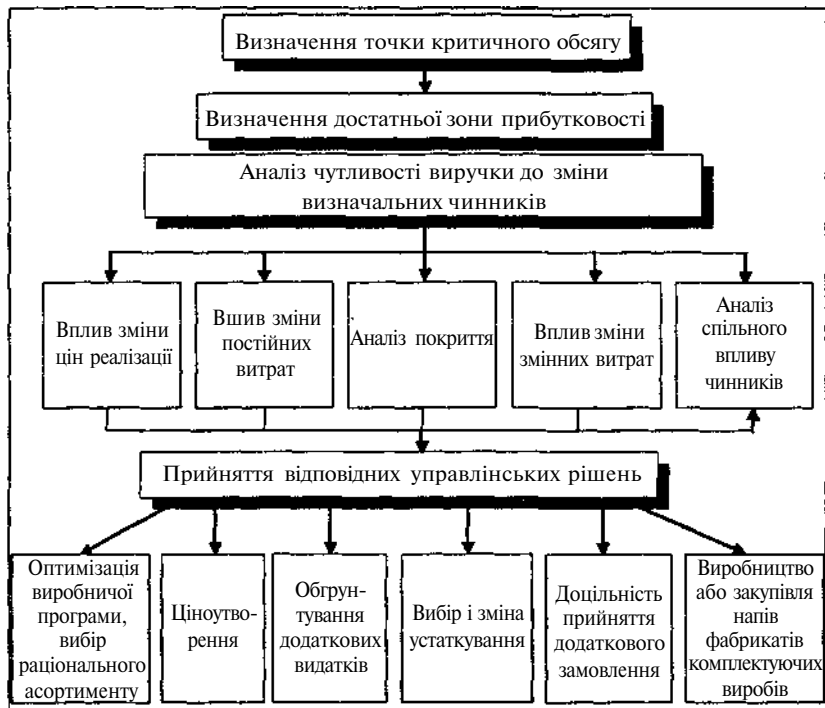 Визначення точки критичного обсягу
Визначення достатньої зони прибутковості
Аналіз чутливості виручки до зміни
визначальних чинників
Вплив зміни
цін реалізації
Вшив зміни
постійних
витрат
Аналіз покриття
Вплив зміни
змінних витрат
Аналіз
спільного
впливу
чинників
Прийняття відповідних управлінських рішень
Оптимізація
виробничої
програми,
вибір
раціонального
асортименту
Ціноутво-
рення
Обгрун-
тування
додаткових
видатків
Вибір і зміна
устаткування
Доцільність
прийняття
додаткового
замовлення
Виробництво
або закупівля
напів
фабрикатів
комплектуючих
виробів